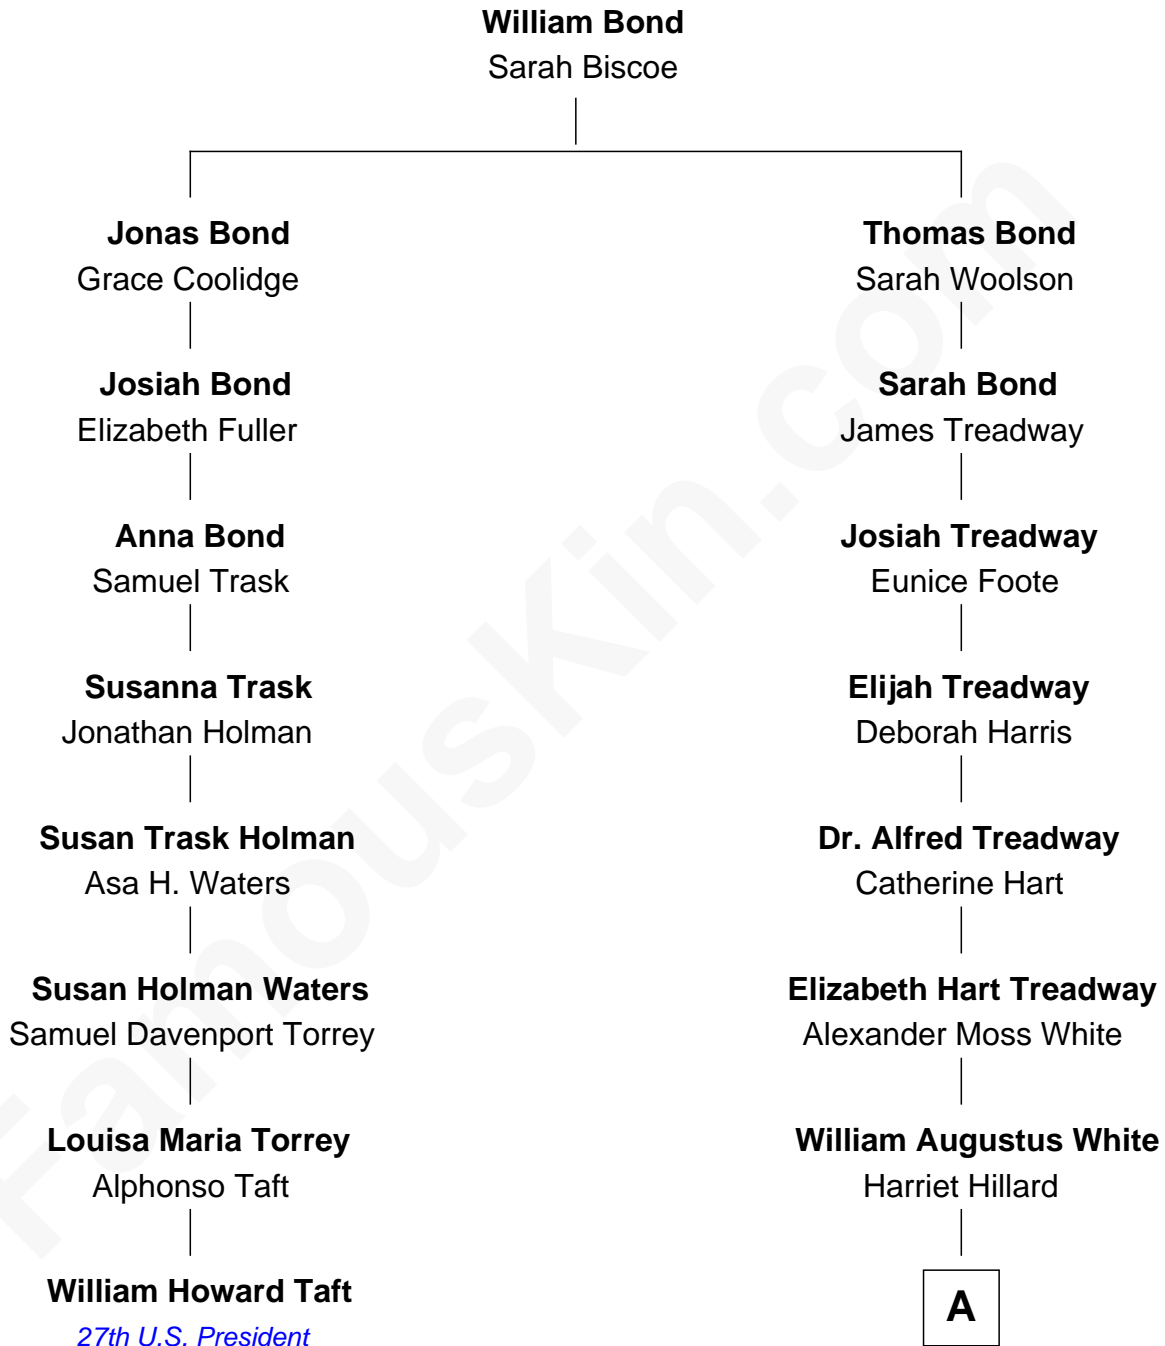 William Bond
Sarah Biscoe
Jonas Bond
Grace Coolidge
Thomas Bond
Sarah Woolson
Josiah Bond
Elizabeth Fuller
Sarah Bond
James Treadway
Anna Bond
Samuel Trask
Josiah Treadway
Eunice Foote
Susanna Trask
Jonathan Holman
Elijah Treadway
Deborah Harris
Susan Trask Holman
Asa H. Waters
Dr. Alfred Treadway
Catherine Hart
Susan Holman Waters
Samuel Davenport Torrey
Elizabeth Hart Treadway
Alexander Moss White
Louisa Maria Torrey
Alphonso Taft
William Augustus White
Harriet Hillard
William Howard Taft
27th U.S. President
A
FamousKin.com